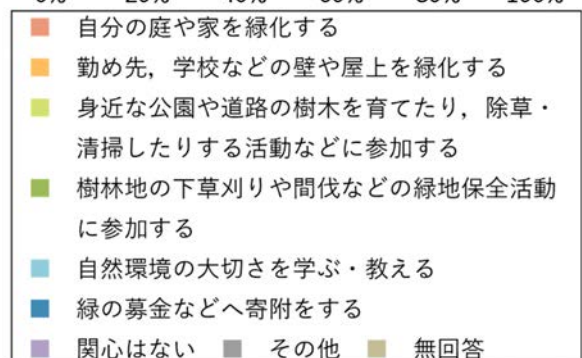 0% 20% 40% 60% 80% 100%
自分の庭や家を緑化する
勤め先，学校などの壁や屋上を緑化する
身近な公園や道路の樹木を育てたり，除草・
清掃したりする活動などに参加する
樹林地の下草刈りや間伐などの緑地保全活動
に参加する
自然環境の大切さを学ぶ・教える
緑の募金などへ寄附をする
関心はない その他 無回答